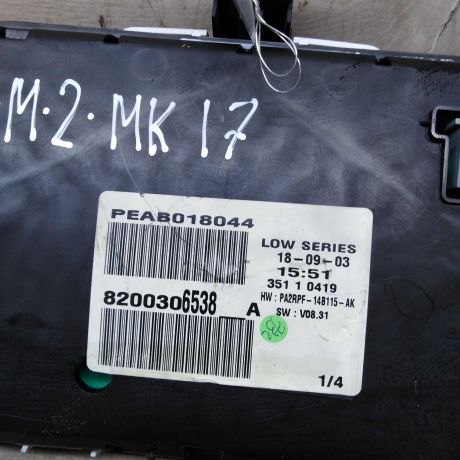 M·2·MK 17
PEAB018044
LOW SERIES
18-09-03
15:51
351 1 0419
HW : PA2RPF-14B115-AK
SW : V08.31
8200306538__A
1/4